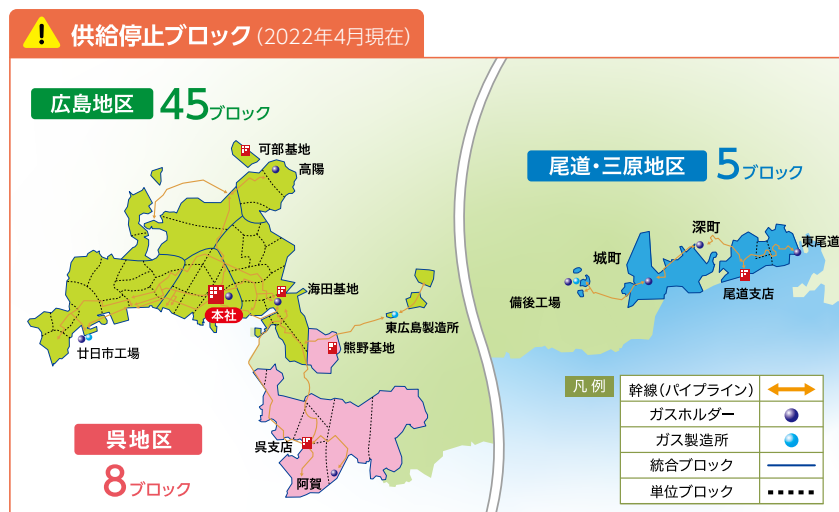 供給停止ブロック（2022年4月現在）
広島地区 45ブロック
可部基地
高陽
海田基地
本社
東広島製造所
廿日市工場
熊野基地
呉地区
8ブロック
呉支店
阿賀
尾道・三原地区 5ブロック
深町
東尾道
城町
備後工場
尾道支店
凡例
幹線（パイプライン）
ガスホルダー
ガス製造所
統合ブロック
単位ブロック